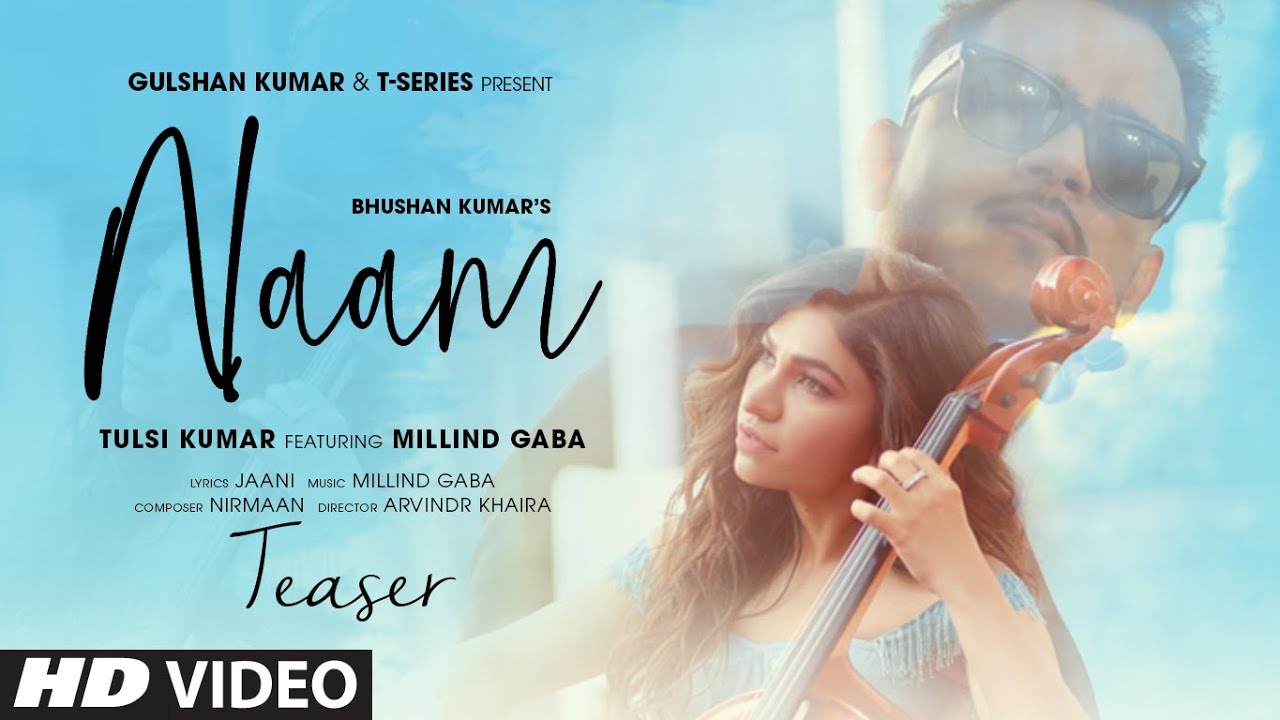 GULSHAN KUMAR & T-SERIES PRESENT
BHUSHAN KUMAR'S
Naam
TULSI KUMAR FEATURING MILLIND GABA
LYRICS JAANI MUSIC MILLIND GABA
COMPOSER NIRMAAN DIRECTOR ARVINDR KHAIRA
Teaser
HD VIDEO